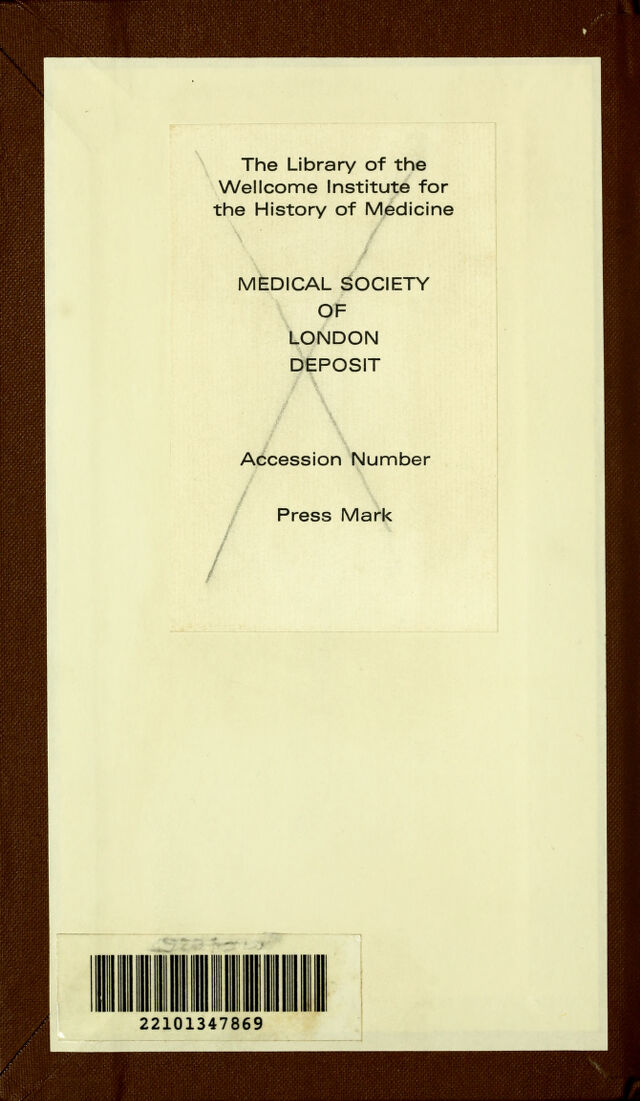 The Library of the
Wellcome Institute for
the History of Medicine
MEDICAL SOCIETY
OF
LONDON
DEPOSIT
Accession Number
Press Mark
22101347869